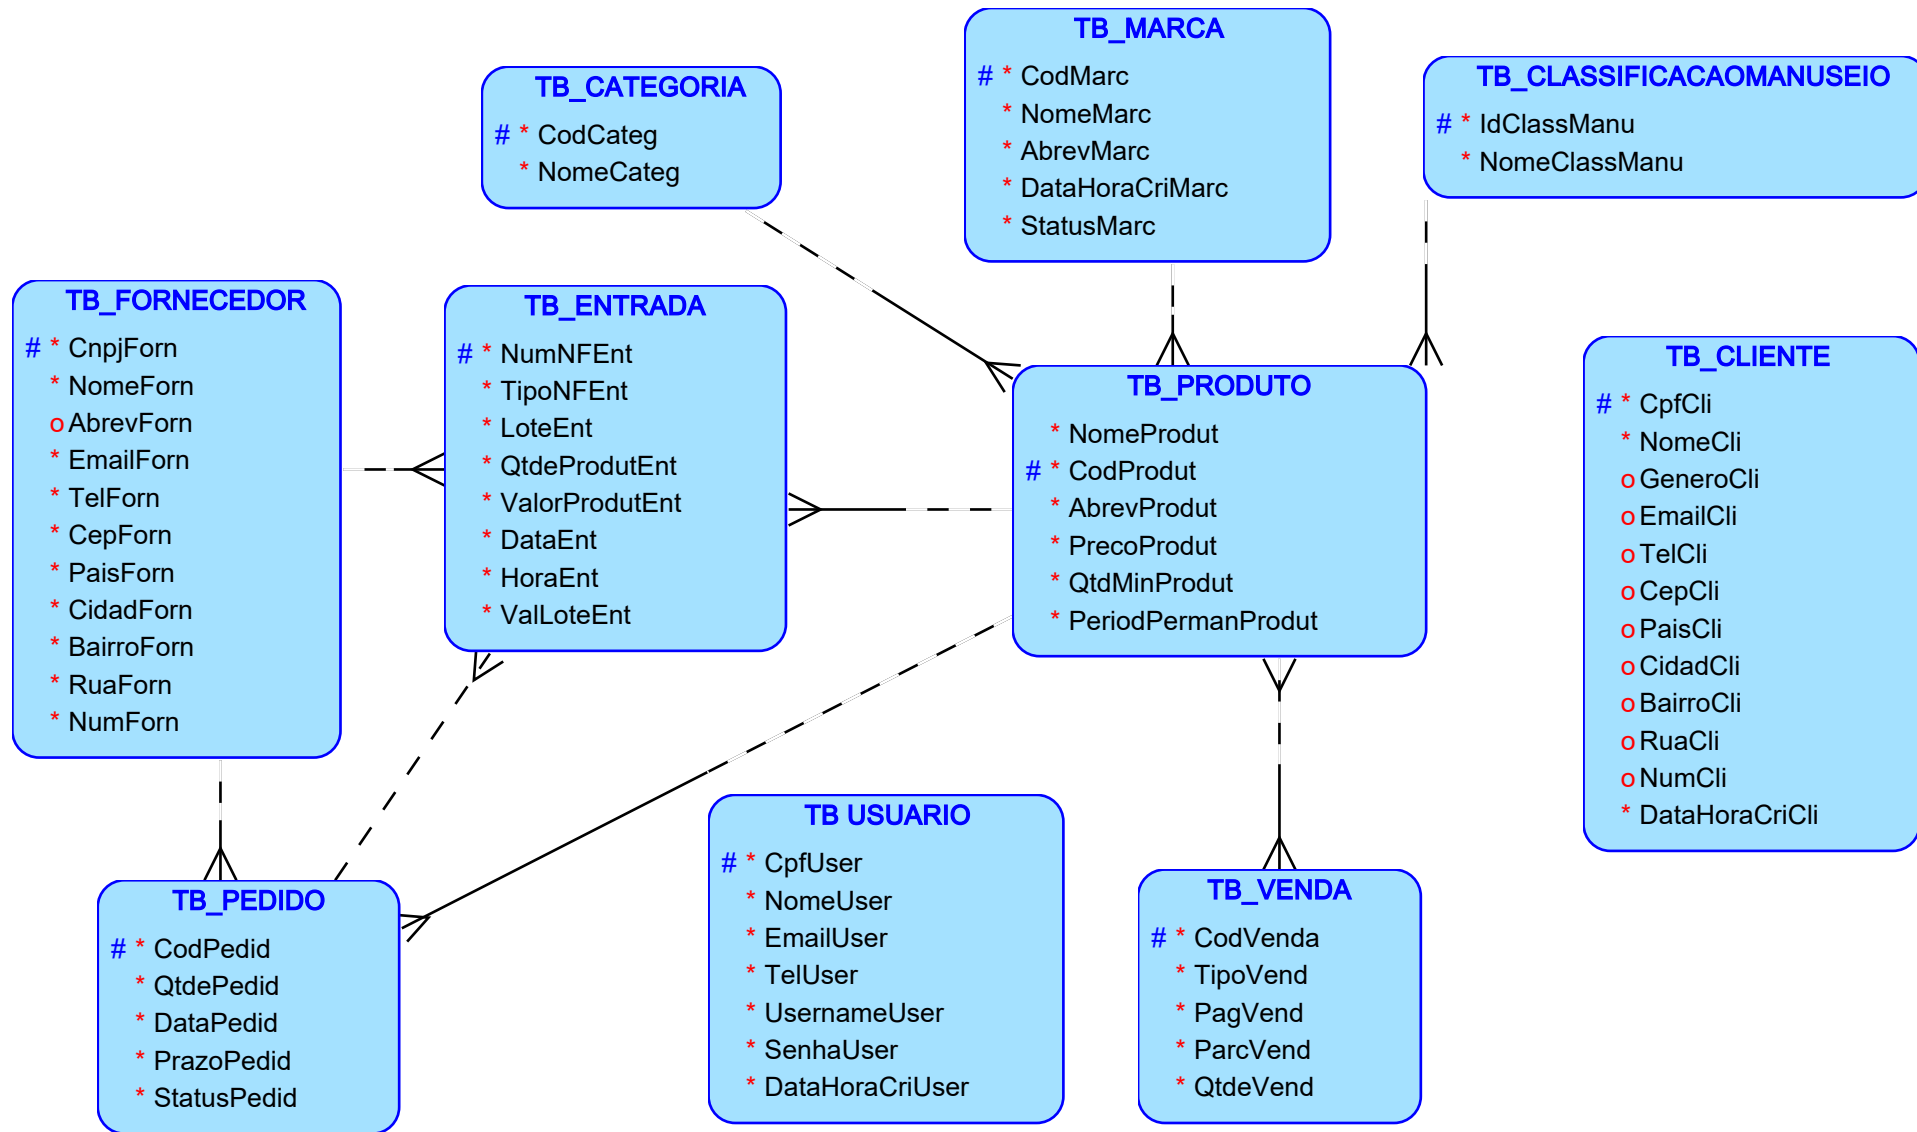 TB_CATEGORIA
# * CodCateg
* NomeCateg
TB_MARCA
# * CodMarc
* NomeMarc
* AbrevMarc
* DataHoraCriMarc
* StatusMarc
TB_CLASSIFICACAOMANUSEIO
# * IdClassManu
* NomeClassManu
TB_FORNECEDOR
# * CnpjForn
* NomeForn
o AbrevForn
* EmailForn
* TelForn
* CepForn
* PaisForn
* CidadForn
* BairroForn
* RuaForn
* NumForn
TB_ENTRADA
# * NumNFEnt
* TipoNFEnt
* LoteEnt
* QtdeProdutEnt
* ValorProdutEnt
* DataEnt
* HoraEnt
* ValLoteEnt
TB_PRODUTO
* NomeProdut
# * CodProdut
* AbrevProdut
* PrecoProdut
* QtdMinProdut
* PeriodPermanProdut
TB_CLIENTE
# * CpfCli
* NomeCli
o GeneroCli
o EmailCli
o TelCli
o CepCli
o PaisCli
o CidadCli
o BairroCli
o RuaCli
o NumCli
* DataHoraCriCli
TB_PEDIDO
# * CodPedid
* QtdePedid
* DataPedid
* PrazoPedid
* StatusPedid
TB USUARIO
# * CpfUser
* NomeUser
* EmailUser
* TelUser
* UsernameUser
* SenhaUser
* DataHoraCriUser
TB_VENDA
# * CodVenda
* TipoVend
* PagVend
* ParcVend
* QtdeVend